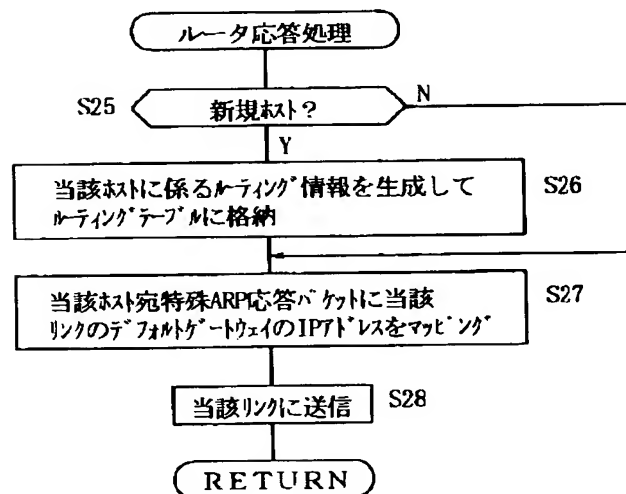 ルータ応答処理
S25
新規ホスト?
N
Y
当該ホストに係るルーティング情報を生成して
ルーティングテーブルに格納
S26
当該ホスト宛特殊ARP応答パケットに当該
リンクのデフォルトゲートウェイのIPアドレスをマッピング
S27
当該リンクに送信
S28
RETURN